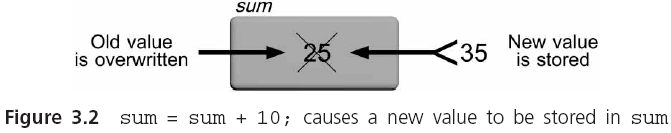 sum
Old value
is overwritten
25
35
New value
is stored
Figure 3.2 sum = sum + 10; causes a new value to be stored in sum